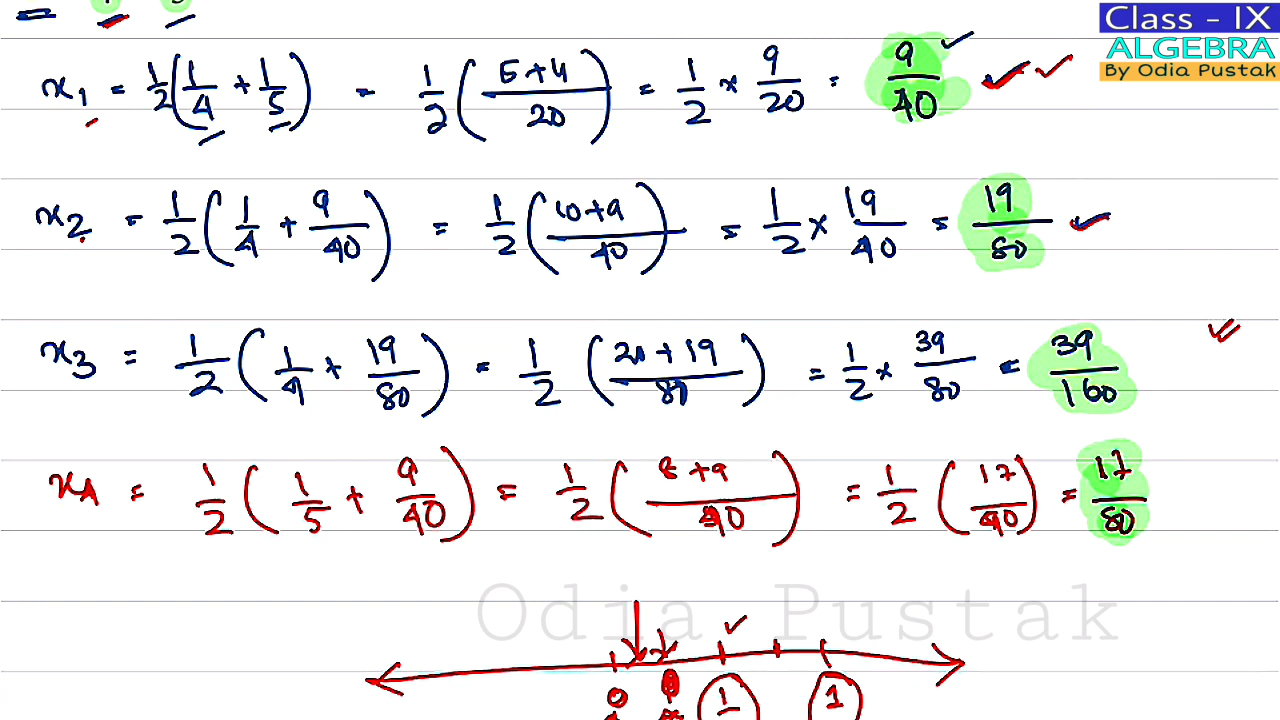 Class - IX
ALGEBRA
By Odia Pustak
x₁ = 1/2(1/4 + 1/5) = 1/2((5+4)/20) = 1/2 × 9/20 = 9/40
x₂ = 1/2(1/4 + 9/40) = 1/2((10+9)/40) = 1/2 × 19/40 = 19/80
x₃ = 1/2(1/4 + 19/80) = 1/2((20+19)/80) = 1/2 × 39/80 = 39/160
x₄ = 1/2(1/5 + 9/40) = 1/2((8+9)/40) = 1/2(17/40) = 17/80
Odia Pustak
1 1